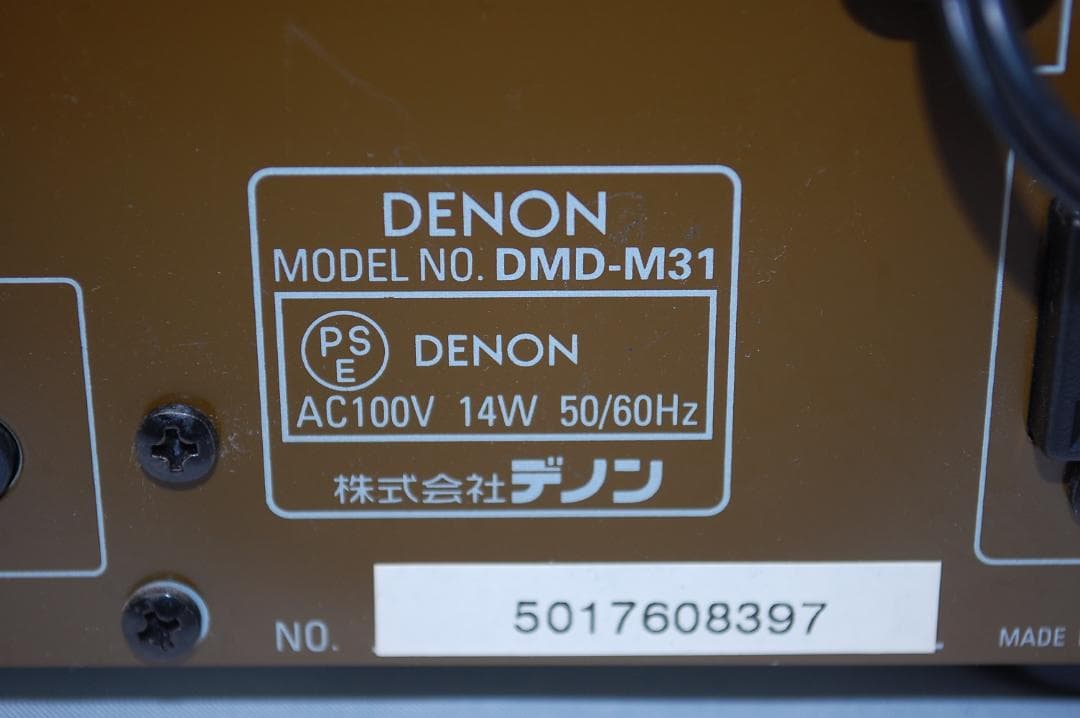 DENON
MODEL NO. DMD-M31
PS
E
DENON
AC100V 14W 50/60Hz
株式会社デノン
NO.
5017608397
MADE